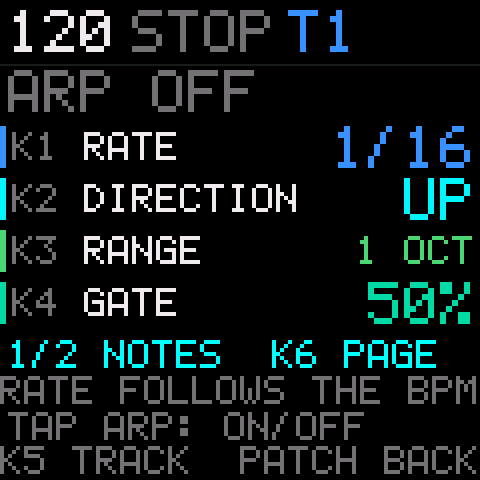 120 STOP T1
ARP OFF
K1 RATE 1/16
K2 DIRECTION UP
K3 RANGE 1 OCT
K4 GATE 50%
1/2 NOTES K6 PAGE
RATE FOLLOWS THE BPM
TAP ARP: ON/OFF
K5 TRACK PATCH BACK